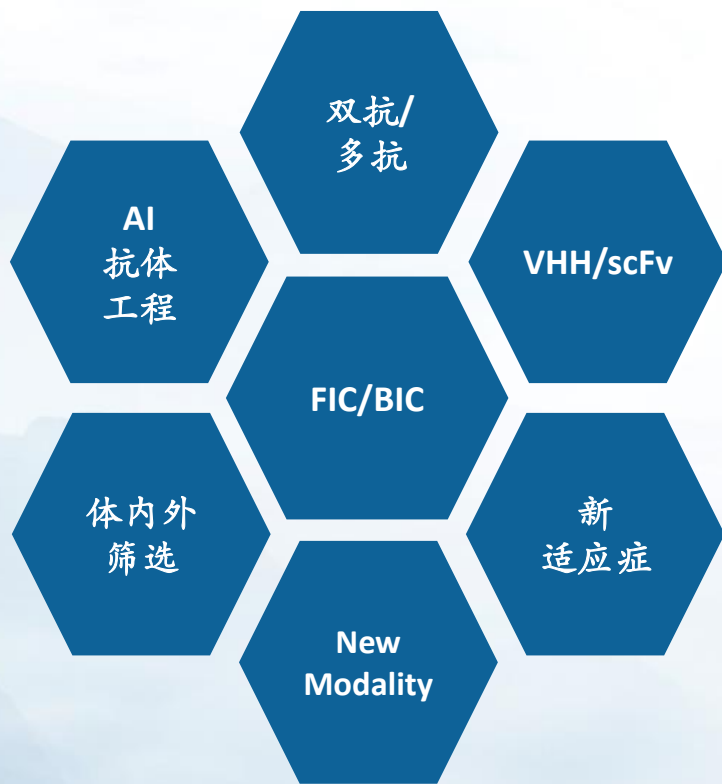 双抗/
多抗
AI
抗体
工程
VHH/scFv
FIC/BIC
体内外
筛选
新
适应症
New
Modality